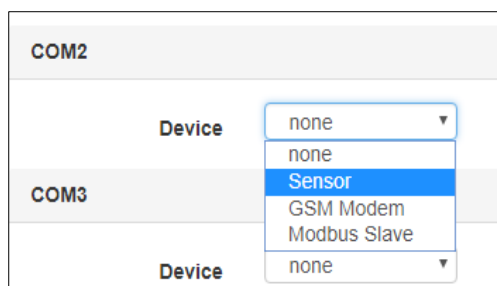 COM2
Device none
none
Sensor
COM3
GSM Modem
Modbus Slave
Device none